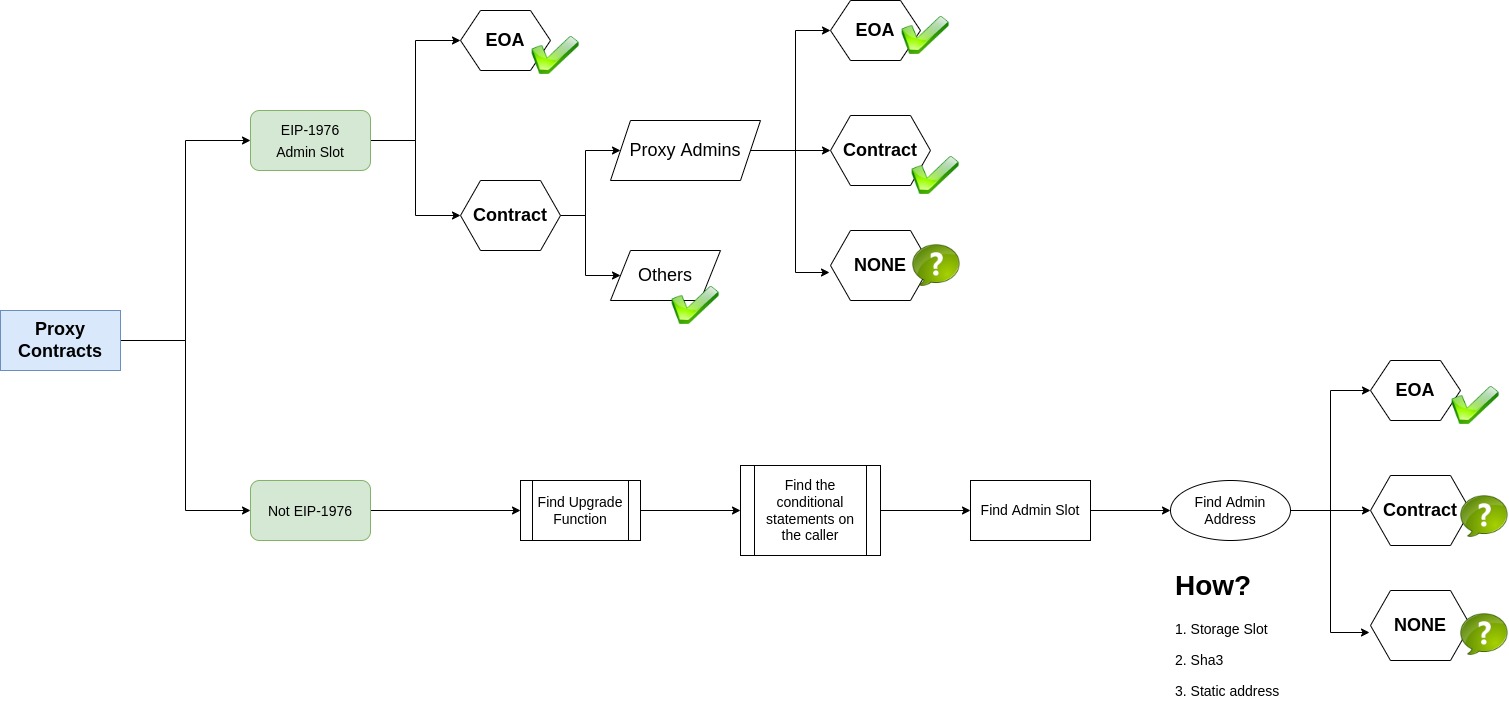 EOA
EOA
EIP-1976
Admin Slot
Proxy Admins
Contract
Contract
Others
NONE
?
Proxy
Contracts
EOA
Not EIP-1976
Find Upgrade
Function
Find the
conditional
statements on
the caller
Find Admin Slot
Find Admin
Address
Contract
?
How?
1. Storage Slot
2. Sha3
3. Static address
NONE
?